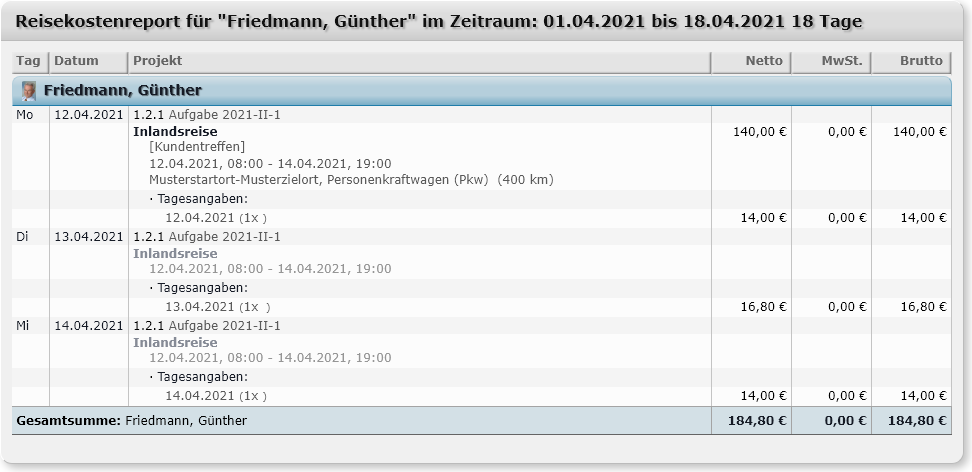 Reisekostenreport für "Friedmann, Günther" im Zeitraum: 01.04.2021 bis 18.04.2021 18 Tage
Tag Datum Projekt Netto MwSt. Brutto
Friedmann, Günther
Mo 12.04.2021 1.2.1 Aufgabe 2021-II-1
Inlandsreise 140,00 € 0,00 € 140,00 €
[Kundentreffen]
12.04.2021, 08:00 - 14.04.2021, 19:00
Musterstartort-Musterzielort, Personenkraftwagen (Pkw) (400 km)
· Tagesangaben:
12.04.2021 (1x ) 14,00 € 0,00 € 14,00 €
Di 13.04.2021 1.2.1 Aufgabe 2021-II-1
Inlandsreise
12.04.2021, 08:00 - 14.04.2021, 19:00
· Tagesangaben:
13.04.2021 (1x ) 16,80 € 0,00 € 16,80 €
Mi 14.04.2021 1.2.1 Aufgabe 2021-II-1
Inlandsreise
12.04.2021, 08:00 - 14.04.2021, 19:00
· Tagesangaben:
14.04.2021 (1x ) 14,00 € 0,00 € 14,00 €
Gesamtsumme: Friedmann, Günther 184,80 € 0,00 € 184,80 €